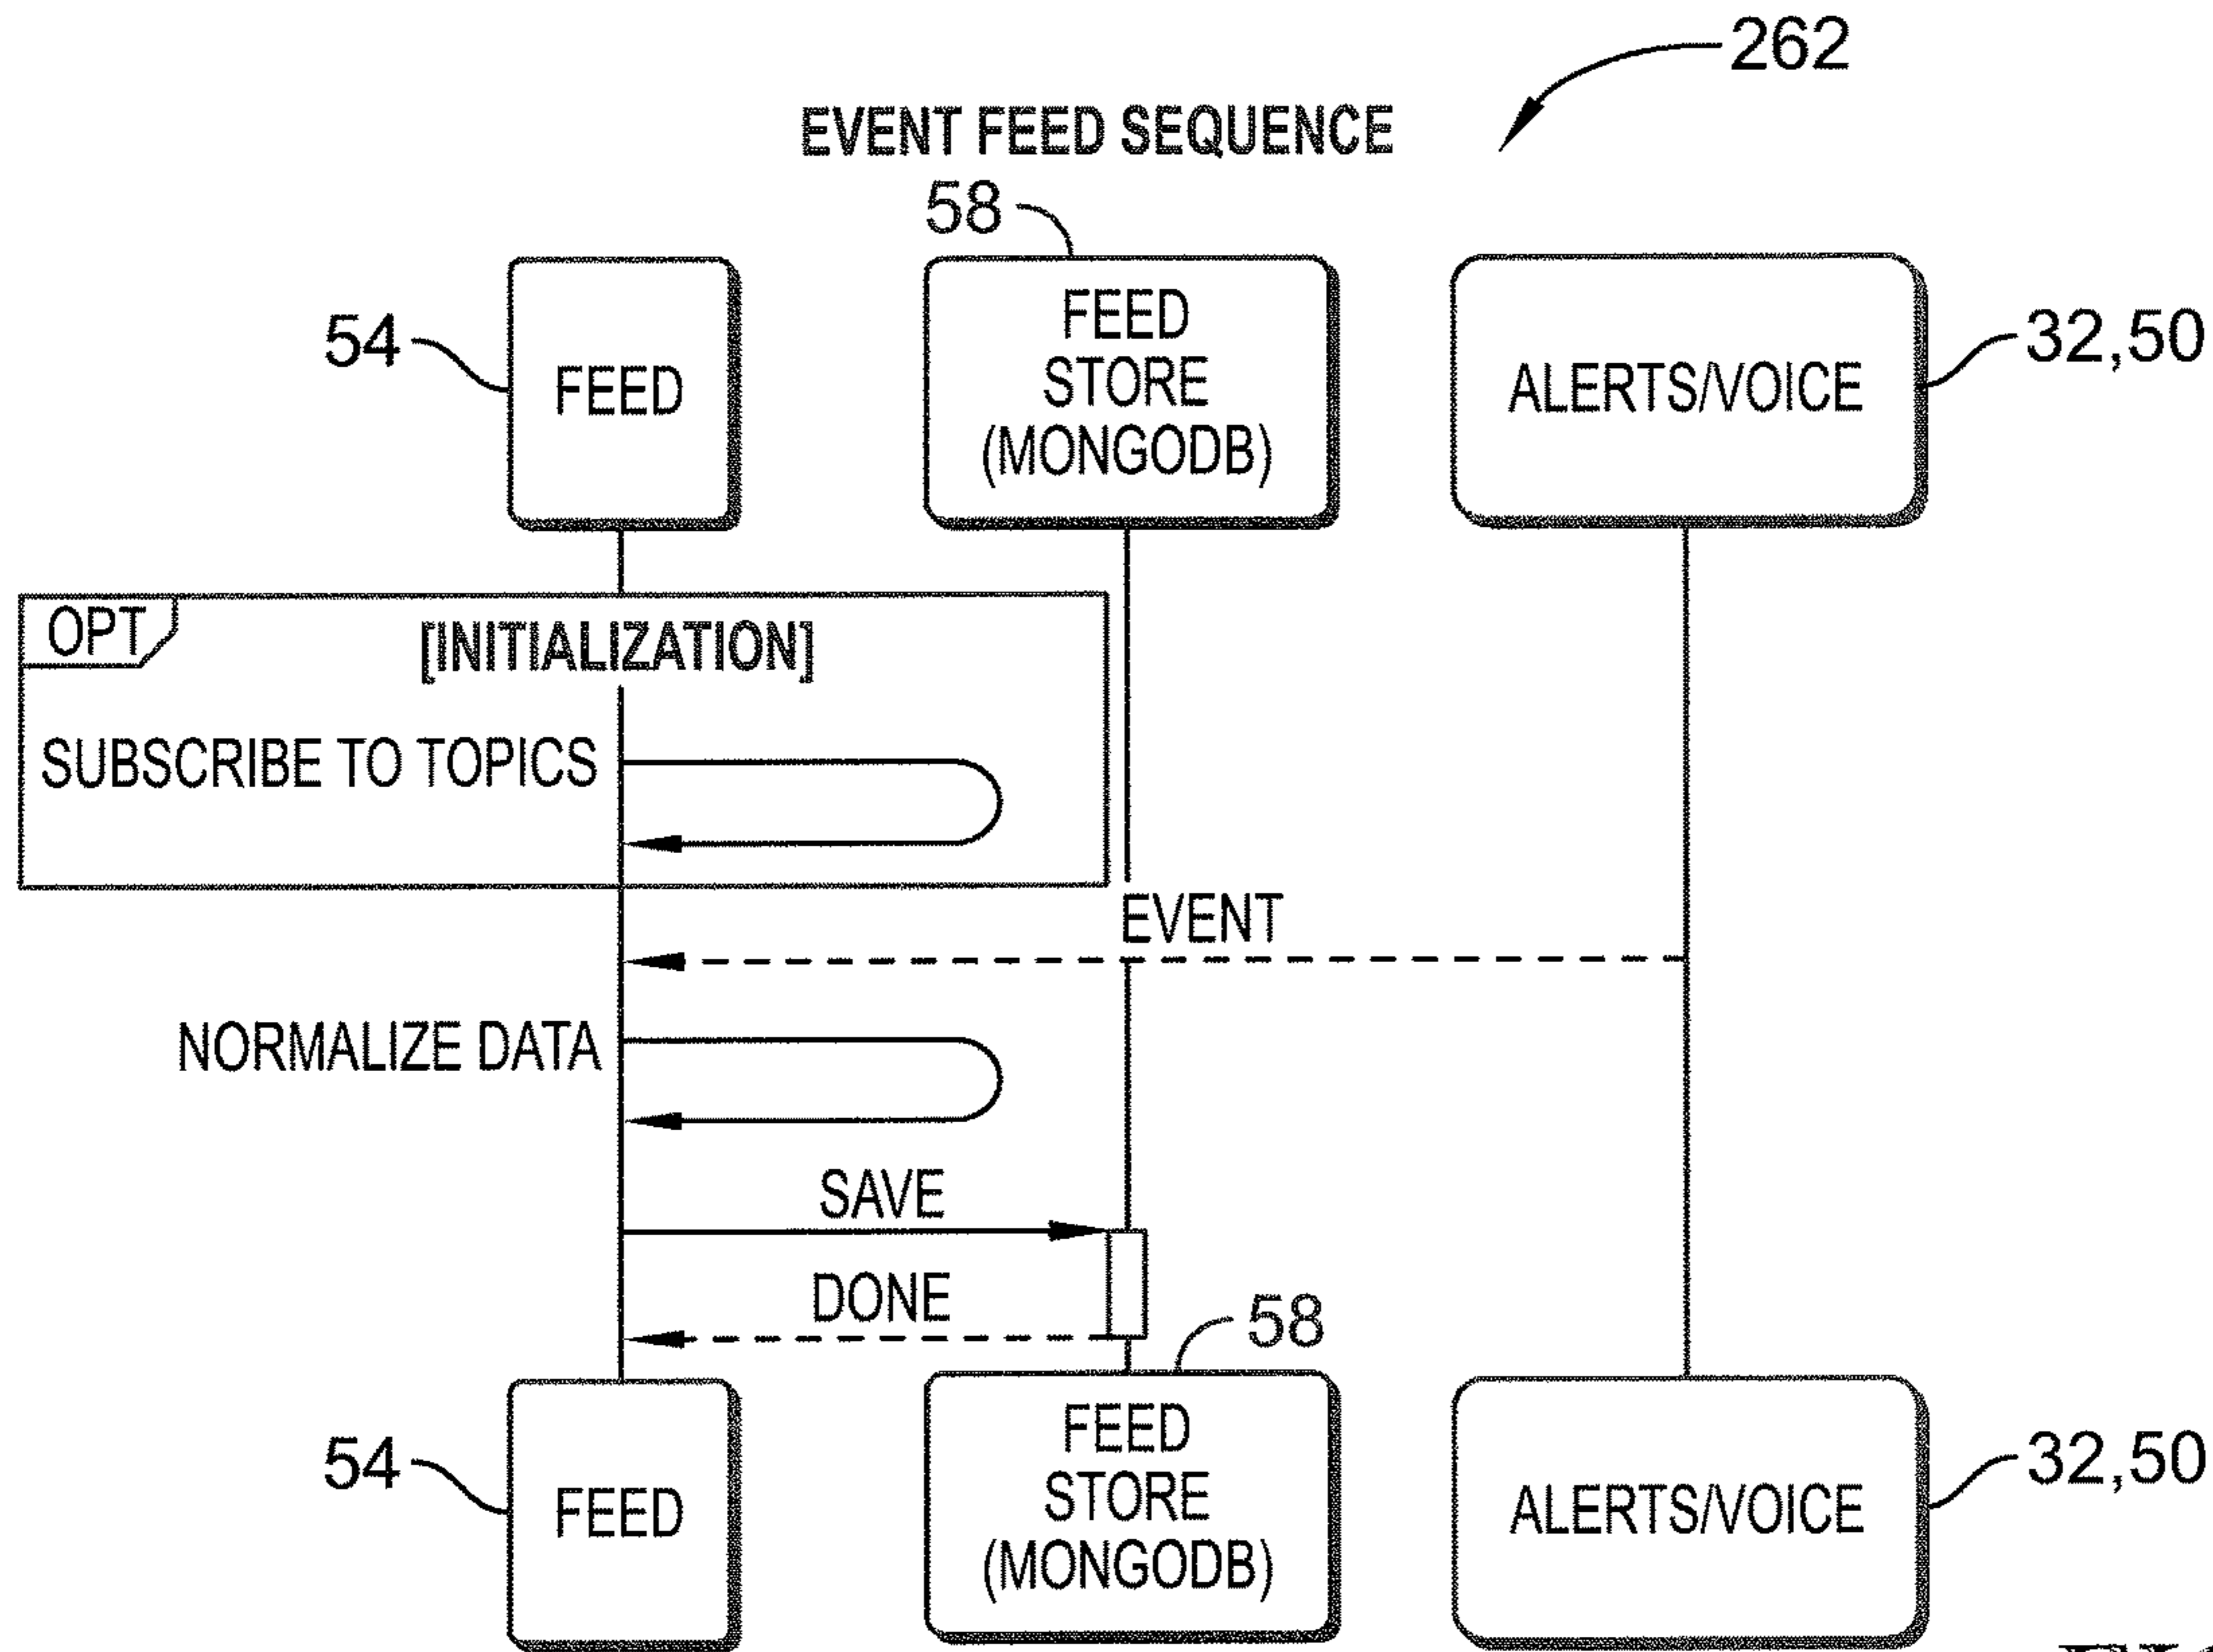 262
EVENT FEED SEQUENCE
58
54
FEED
FEED
STORE
(MONGODB)
ALERTS/VOICE
32,50
OPT
[INITIALIZATION]
SUBSCRIBE TO TOPICS
EVENT
NORMALIZE DATA
SAVE
DONE
58
54
FEED
FEED
STORE
(MONGODB)
ALERTS/VOICE
32,50